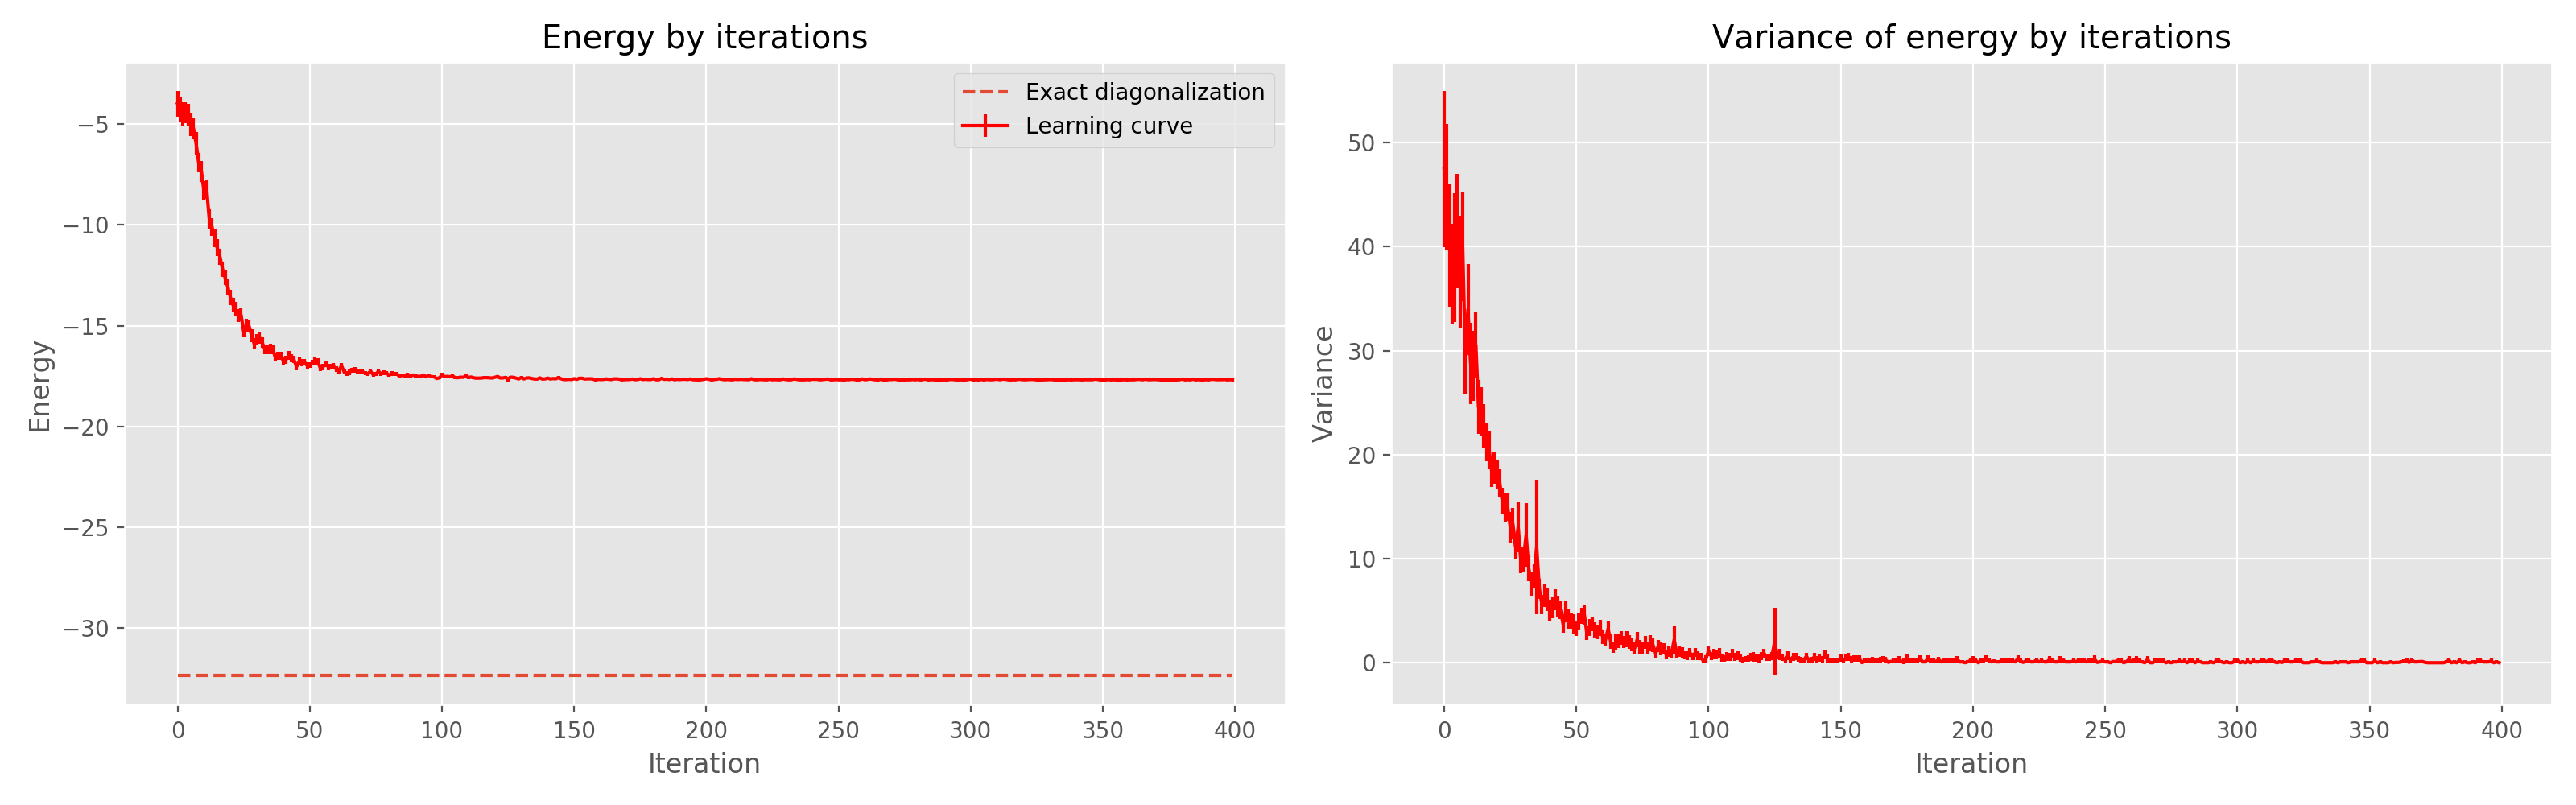 Energy by iterations
Exact diagonalization
Learning curve
−5
−10
−15
−20
−25
−30
Energy
0 50 100 150 200 250 300 350 400
Iteration
Variance of energy by iterations
50
40
30
20
10
0
Variance
0 50 100 150 200 250 300 350 400
Iteration